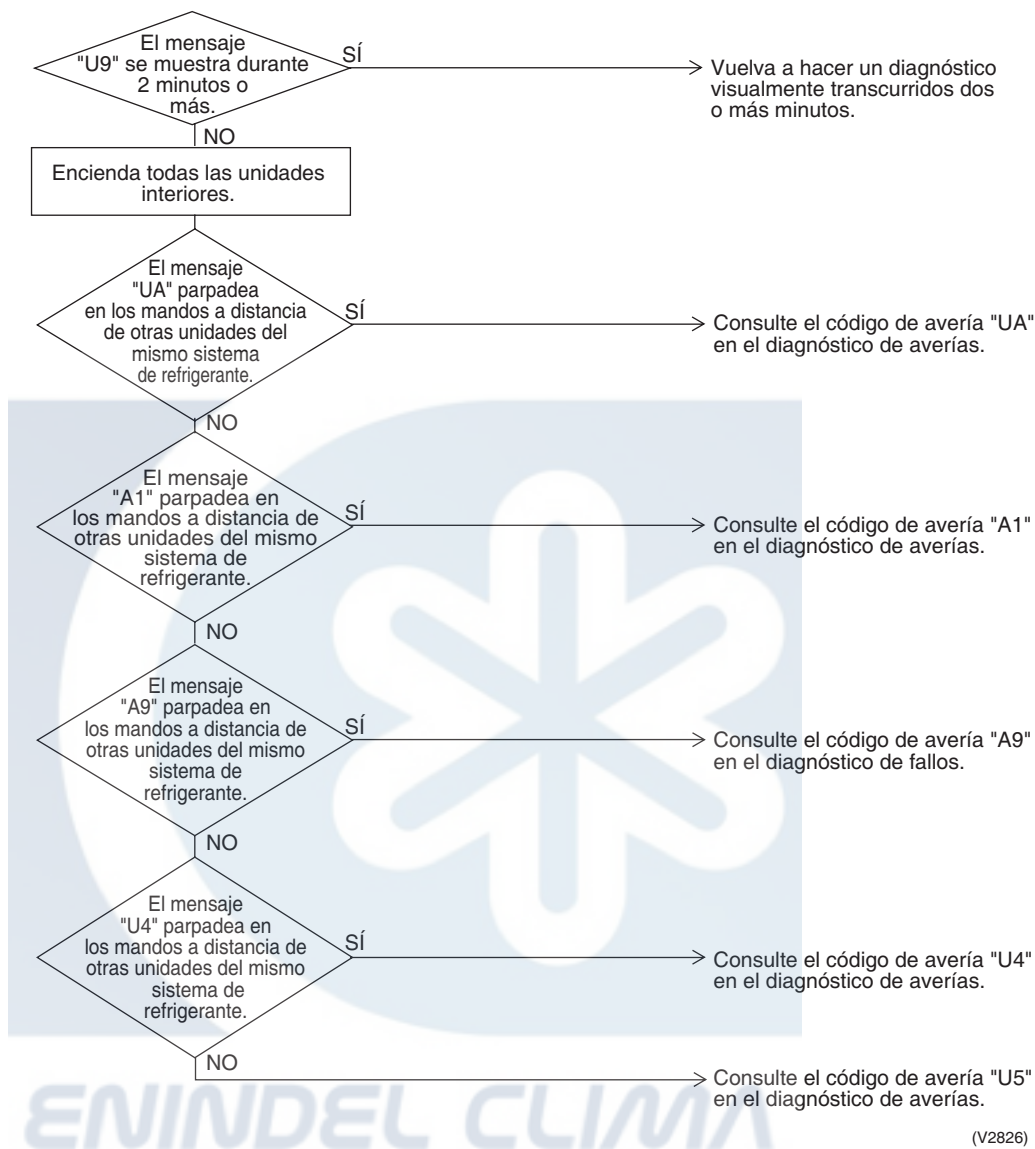 El mensaje
"U9" se muestra durante
2 minutos o
más.
SÍ
Vuelva a hacer un diagnóstico
visualmente transcurridos dos
o más minutos.
NO
Encienda todas las unidades
interiores.
El mensaje
"UA" parpadea
en los mandos a distancia
de otras unidades del
mismo sistema
de refrigerante.
SÍ
Consulte el código de avería "UA"
en el diagnóstico de averías.
NO
El mensaje
"A1" parpadea en
los mandos a distancia de
otras unidades del mismo
sistema de
refrigerante.
SÍ
Consulte el código de avería "A1"
en el diagnóstico de averías.
NO
El mensaje
"A9" parpadea en
los mandos a distancia de
otras unidades del mismo
sistema de
refrigerante.
SÍ
Consulte el código de avería "A9"
en el diagnóstico de fallos.
NO
El mensaje
"U4" parpadea en
los mandos a distancia de
otras unidades del mismo
sistema de
refrigerante.
SÍ
Consulte el código de avería "U4"
en el diagnóstico de averías.
NO
Consulte el código de avería "U5"
en el diagnóstico de averías.
ENINDEL CLIMA
(V2826)